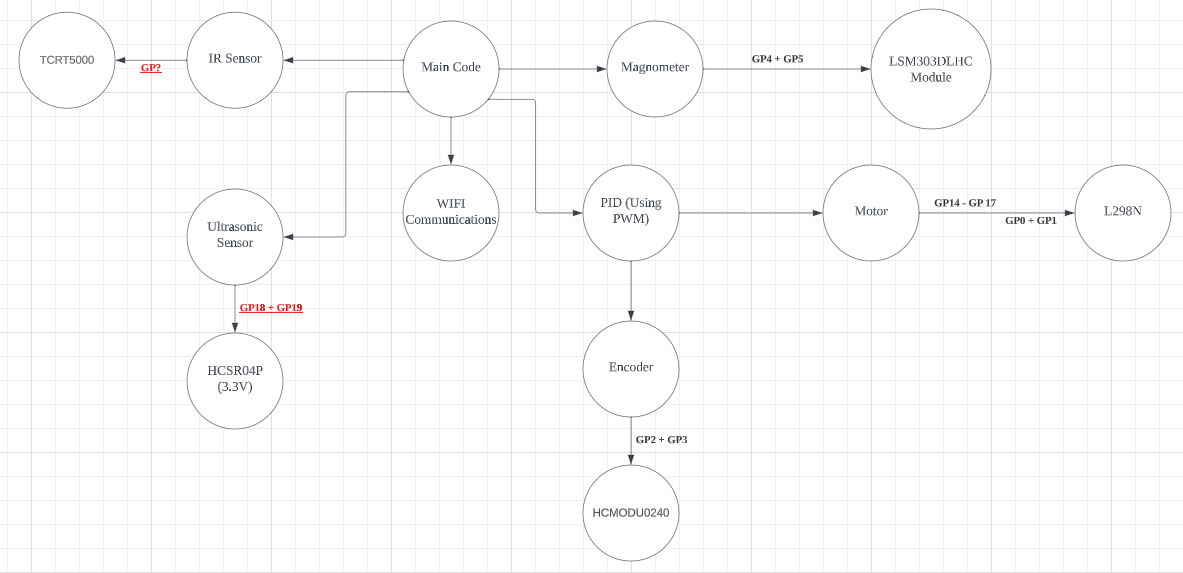 TCRT5000
GP?
IR Sensor
Main Code
Magnometer
GP4 + GP5
LSM303DLHC
Module
Ultrasonic
Sensor
WIFI
Communications
PID (Using
PWM)
Motor
GP14 - GP 17
GP0 + GP1
L298N
GP18 + GP19
HCSR04P
(3.3V)
Encoder
GP2 + GP3
HCMODU0240